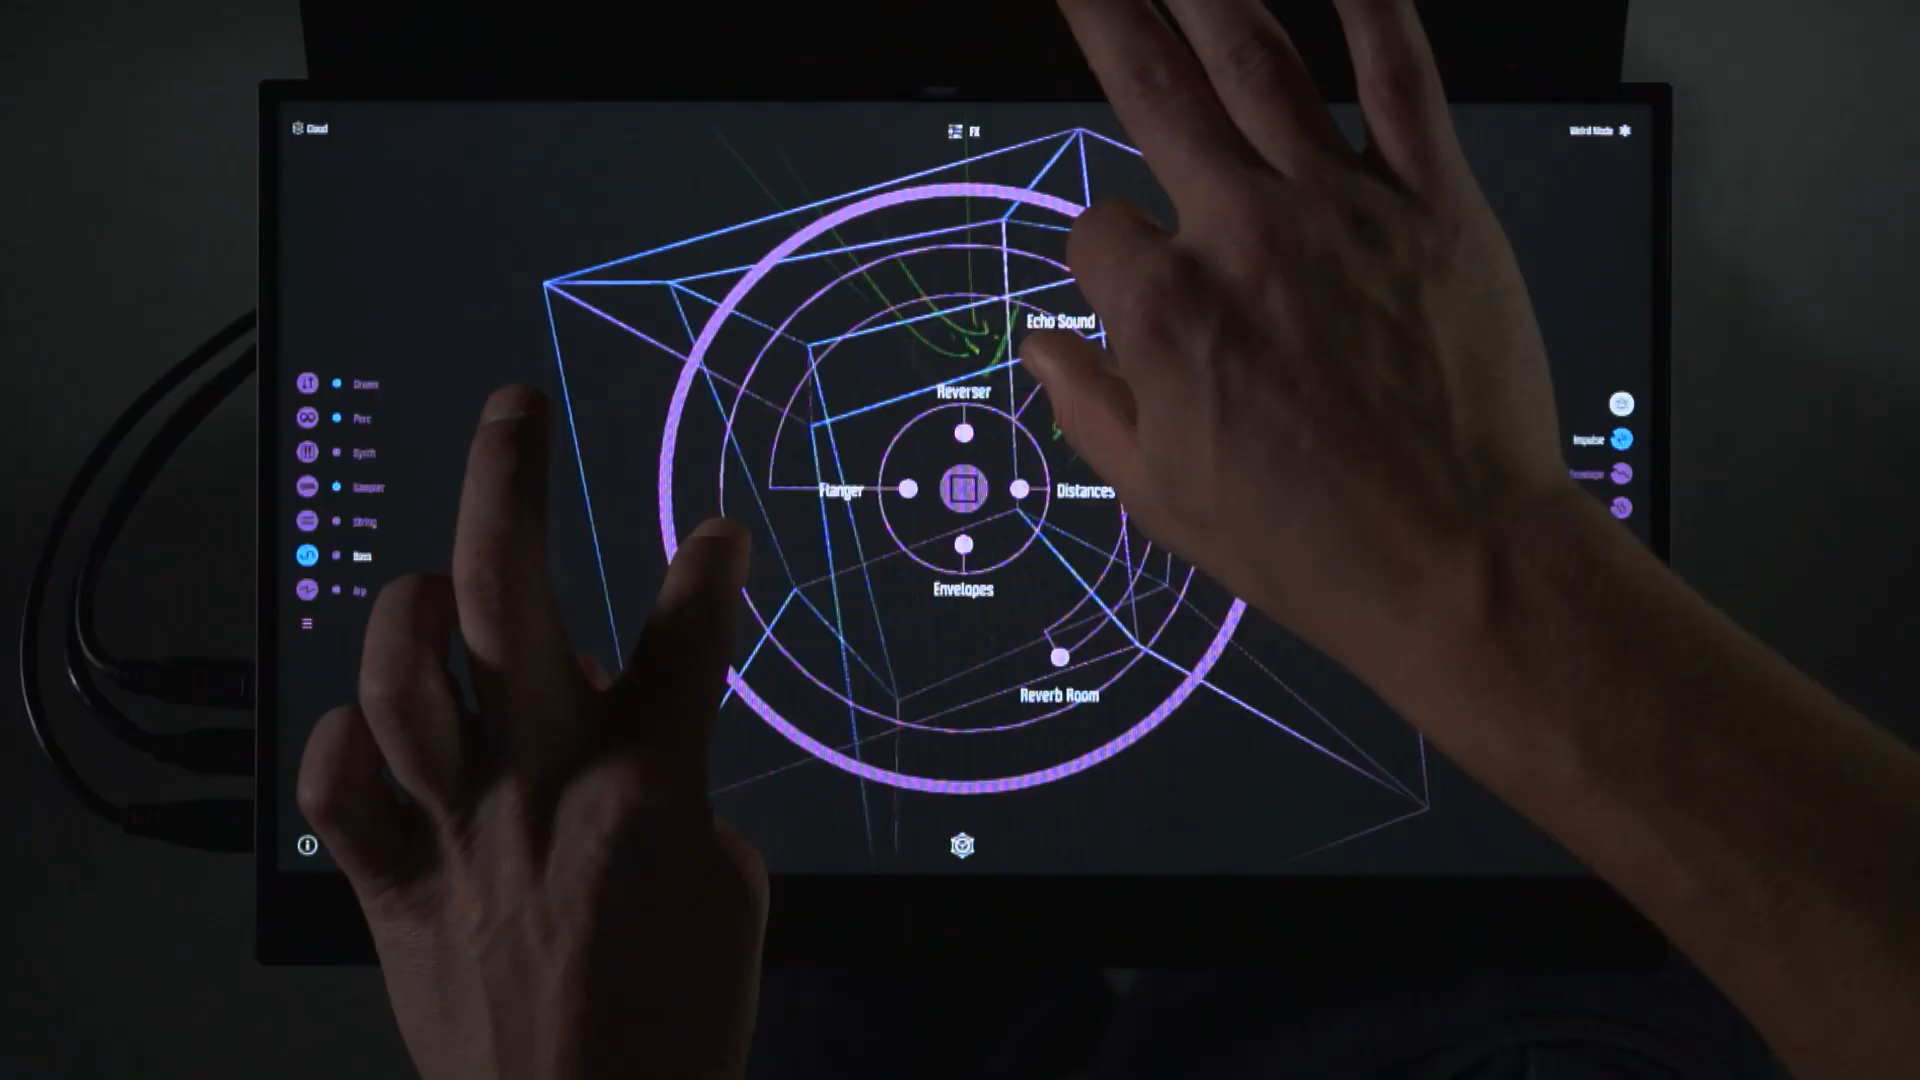 Cloud
FX
Weird Mode
Echo Sound
Drums
Reverser
Perc
Impulse
Synth
Envelope
Sampler
Flanger
Distances
String
Bass
Arp
Envelopes
Reverb Room